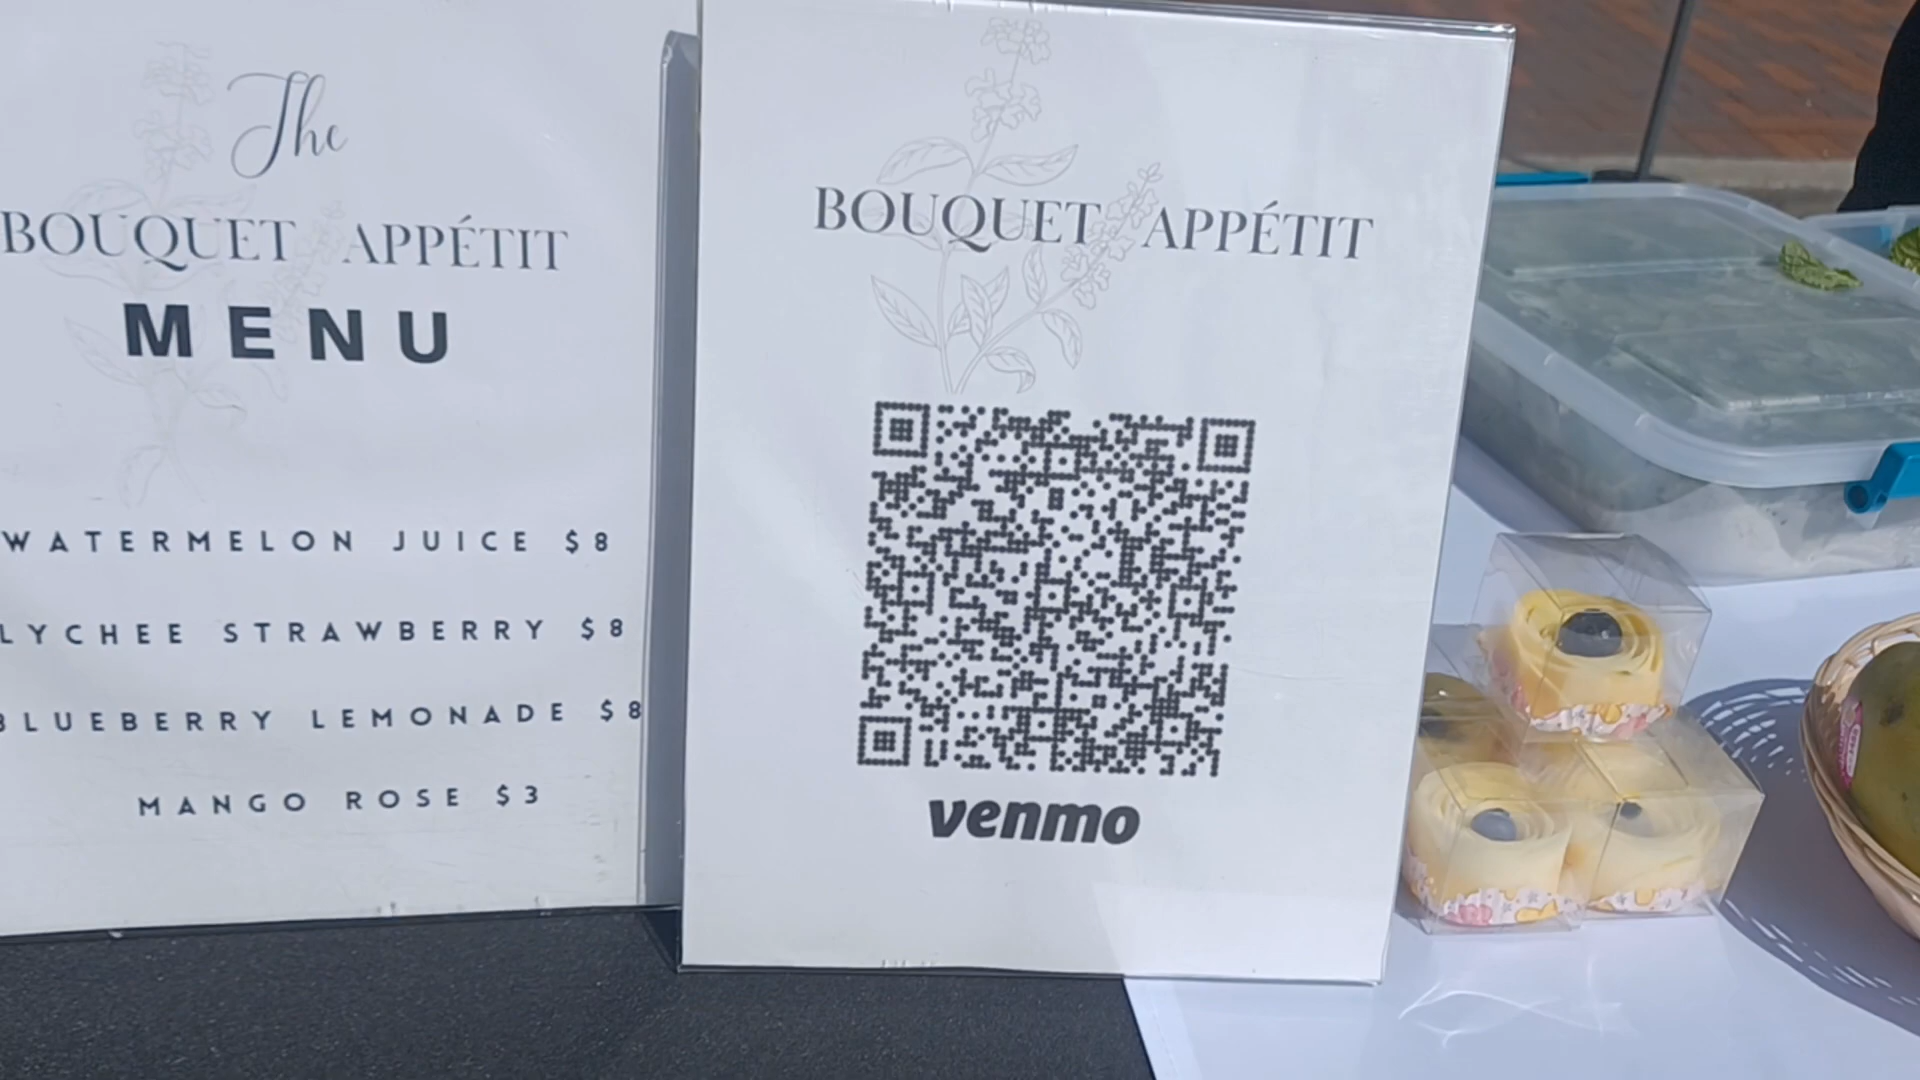 The
BOUQUET APPÉTIT
MENU
WATERMELON JUICE $8
LYCHEE STRAWBERRY $8
BLUEBERRY LEMONADE $8
MANGO ROSE $3
BOUQUET APPÉTIT
venmo